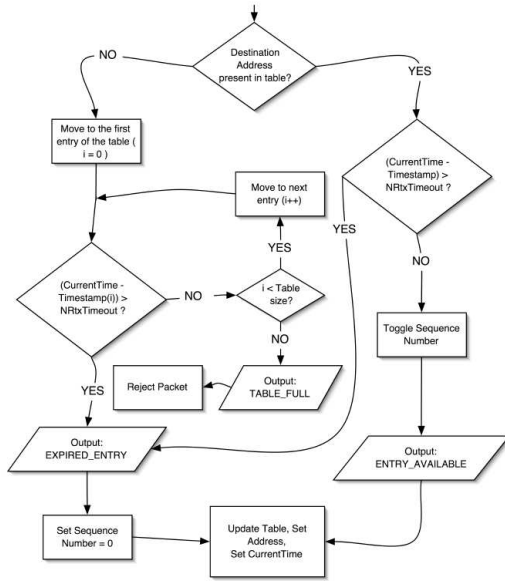 Destination
Address
present in table?
NO
YES
Move to the first
entry of the table (
i = 0 )
(CurrentTime -
Timestamp) >
NRtxTimeout ?
Move to next
entry (i++)
YES
YES
NO
(CurrentTime -
Timestamp(i)) >
NRtxTimeout ?
NO
i < Table
size?
NO
Toggle Sequence
Number
YES
Reject Packet
Output:
TABLE_FULL
Output:
EXPIRED_ENTRY
Output:
ENTRY_AVAILABLE
Set Sequence
Number = 0
Update Table, Set
Address,
Set CurrentTime